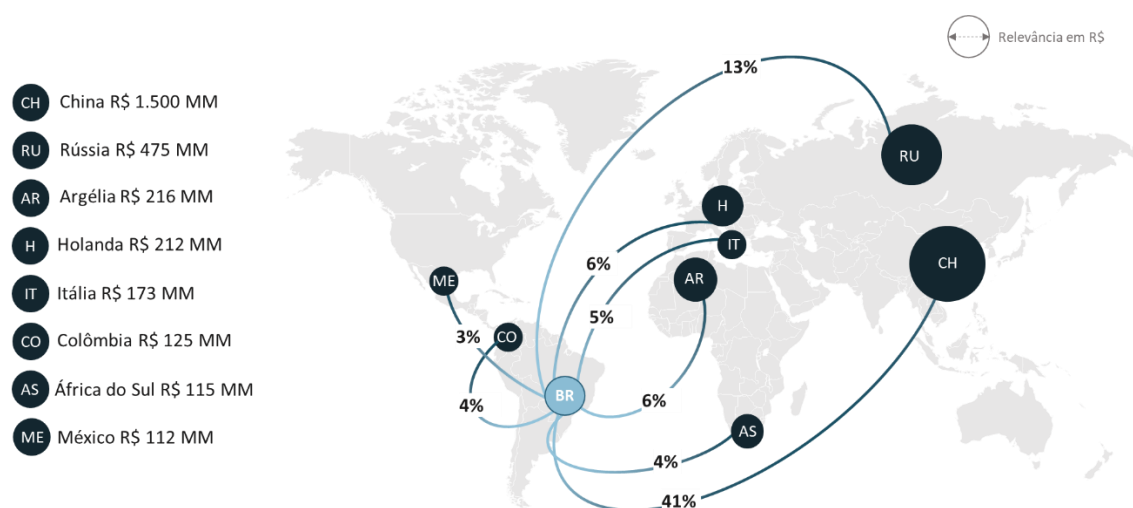 Relevância em R$
CH China R$ 1.500 MM
RU Rússia R$ 475 MM
AR Argélia R$ 216 MM
H Holanda R$ 212 MM
IT Itália R$ 173 MM
CO Colômbia R$ 125 MM
AS África do Sul R$ 115 MM
ME México R$ 112 MM
13%
RU
H
IT
6%
CH
AR
ME
5%
3%
CO
BR
6%
4%
AS
4%
41%